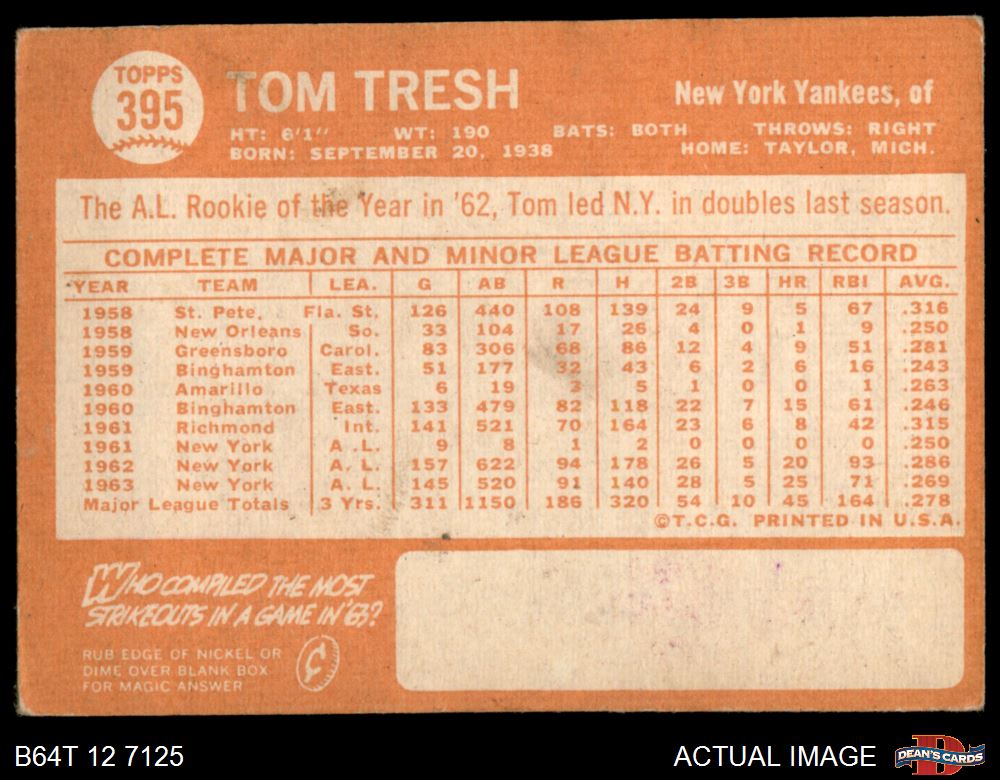 TOPPS
395
TOM TRESH
New York Yankees, of
HT: 6'1" WT: 190 BATS: BOTH THROWS: RIGHT
BORN: SEPTEMBER 20, 1938 HOME: TAYLOR, MICH.
The A.L. Rookie of the Year in '62, Tom led N.Y. in doubles last season.
COMPLETE MAJOR AND MINOR LEAGUE BATTING RECORD
YEAR TEAM LEA. G AB R H 2B 3B HR RBI AVG.
1958 St. Pete. Fla. St. 126 440 108 139 24 9 5 67 .316
1958 New Orleans So. 33 104 17 26 4 0 1 9 .250
1959 Greensboro Carol. 83 306 68 86 12 4 9 51 .281
1959 Binghamton East. 51 177 32 43 6 2 6 16 .243
1960 Amarillo Texas 6 19 3 5 1 0 0 1 .263
1960 Binghamton East. 133 479 82 118 22 7 15 61 .246
1961 Richmond Int. 141 521 70 164 23 6 8 42 .315
1961 New York A.L. 9 8 1 2 0 0 0 0 .250
1962 New York A.L. 157 622 94 178 26 5 20 93 .286
1963 New York A.L. 145 520 91 140 28 5 25 71 .269
Major League Totals 3 Yrs. 311 1150 186 320 54 10 45 164 .278
©T.C.G. PRINTED IN U.S.A.
WHO COMPILED THE MOST
STRIKEOUTS IN A GAME IN '63?
RUB EDGE OF NICKEL OR
DIME OVER BLANK BOX
FOR MAGIC ANSWER
¢
B64T 12 7125
ACTUAL IMAGE
D
DEAN'S CARDS